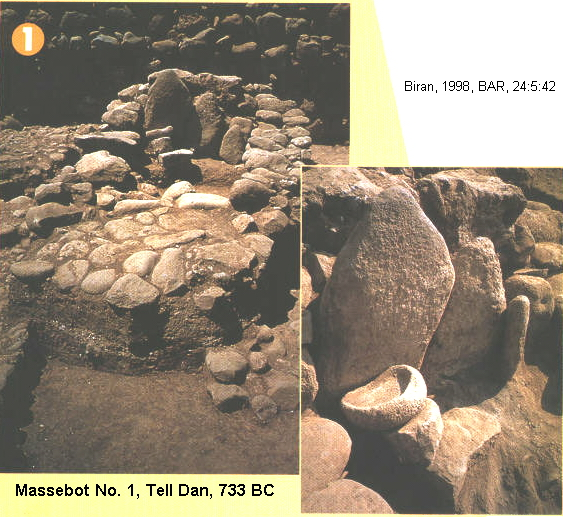 1
Biran, 1998, BAR, 24:5:42
Massebot No. 1, Tell Dan, 733 BC